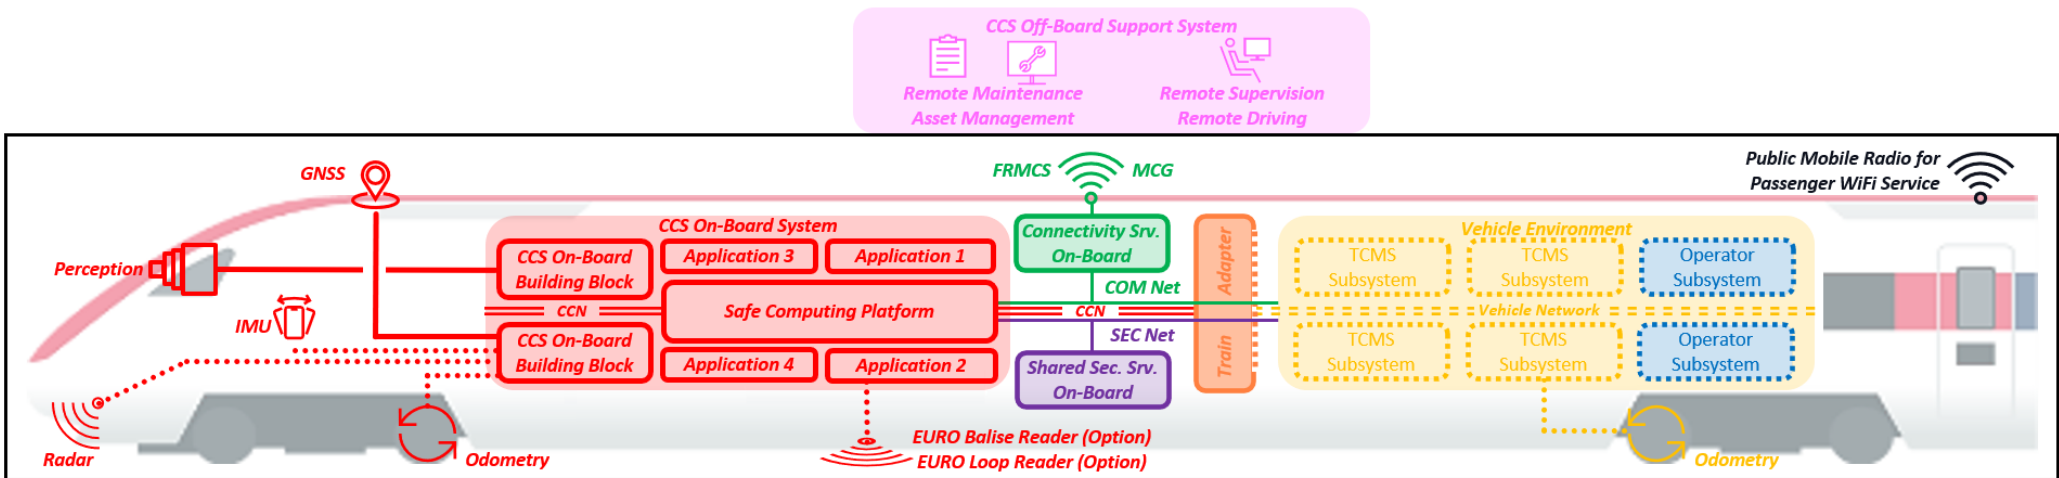 CCS Off-Board Support System
Remote Maintenance
Asset Management
Remote Supervision
Remote Driving
GNSS
FRMCS
MCG
Public Mobile Radio for
Passenger WiFi Service
Perception
IMU
Radar
Odometry
CCS On-Board System
CCS On-Board
Building Block
Application 3
Application 1
CCN
Safe Computing Platform
CCS On-Board
Building Block
Application 4
Application 2
EURO Balise Reader (Option)
EURO Loop Reader (Option)
Connectivity Srv.
On-Board
COM Net
CCN
SEC Net
Shared Sec. Srv.
On-Board
Train Adapter
Vehicle Environment
TCMS
Subsystem
TCMS
Subsystem
Operator
Subsystem
Vehicle Network
TCMS
Subsystem
TCMS
Subsystem
Operator
Subsystem
Odometry